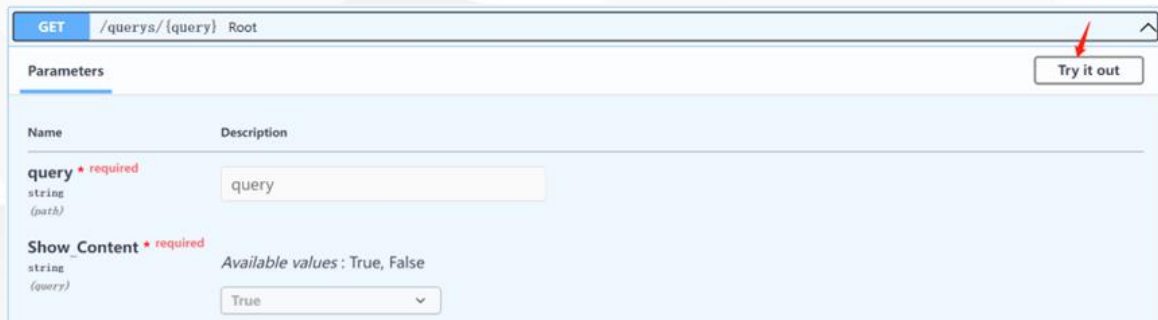 GET /querys/{query} Root
Parameters
Try it out
Name Description
query * required
string
(path)
query
Show_Content * required
string
(query)
Available values : True, False
True